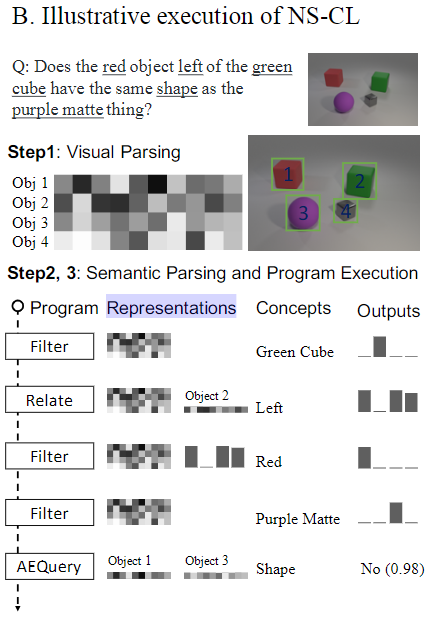 B. Illustrative execution of NS-CL
Q: Does the red object left of the green
cube have the same shape as the
purple matte thing?
Step1: Visual Parsing
Obj 1
Obj 2
Obj 3
Obj 4
1
2
3
4
Step2, 3: Semantic Parsing and Program Execution
Program Representations Concepts Outputs
Filter
Green Cube
Relate
Object 2
Left
Filter
Red
Filter
Purple Matte
AEQuery
Object 1
Object 3
Shape
No (0.98)